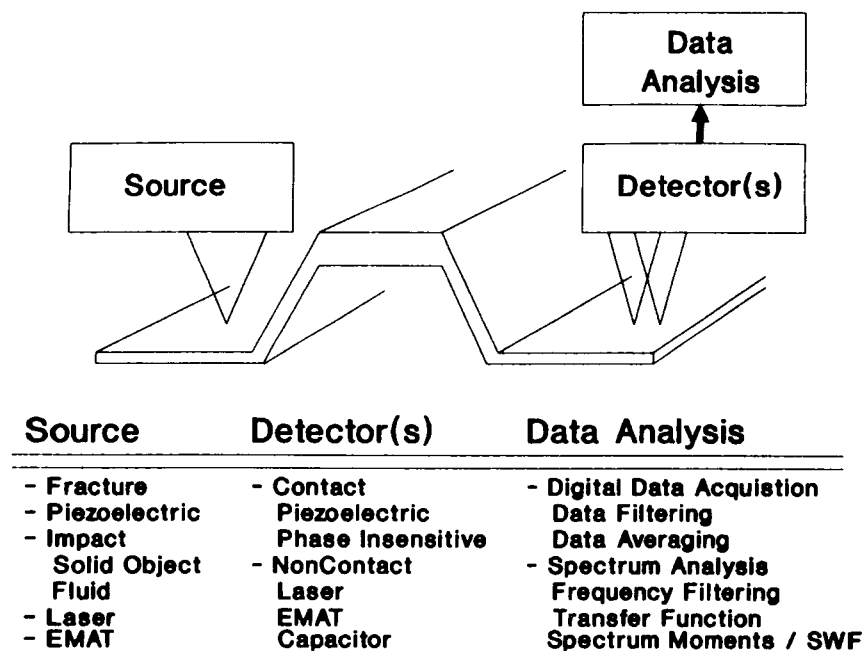 Data
Analysis
Source
Detector(s)
Source Detector(s) Data Analysis
- Fracture - Contact - Digital Data Acquistion
- Piezoelectric Piezoelectric Data Filtering
- Impact Phase Insensitive Data Averaging
Solid Object - NonContact - Spectrum Analysis
Fluid Laser Frequency Filtering
- Laser EMAT Transfer Function
- EMAT Capacitor Spectrum Moments / SWF